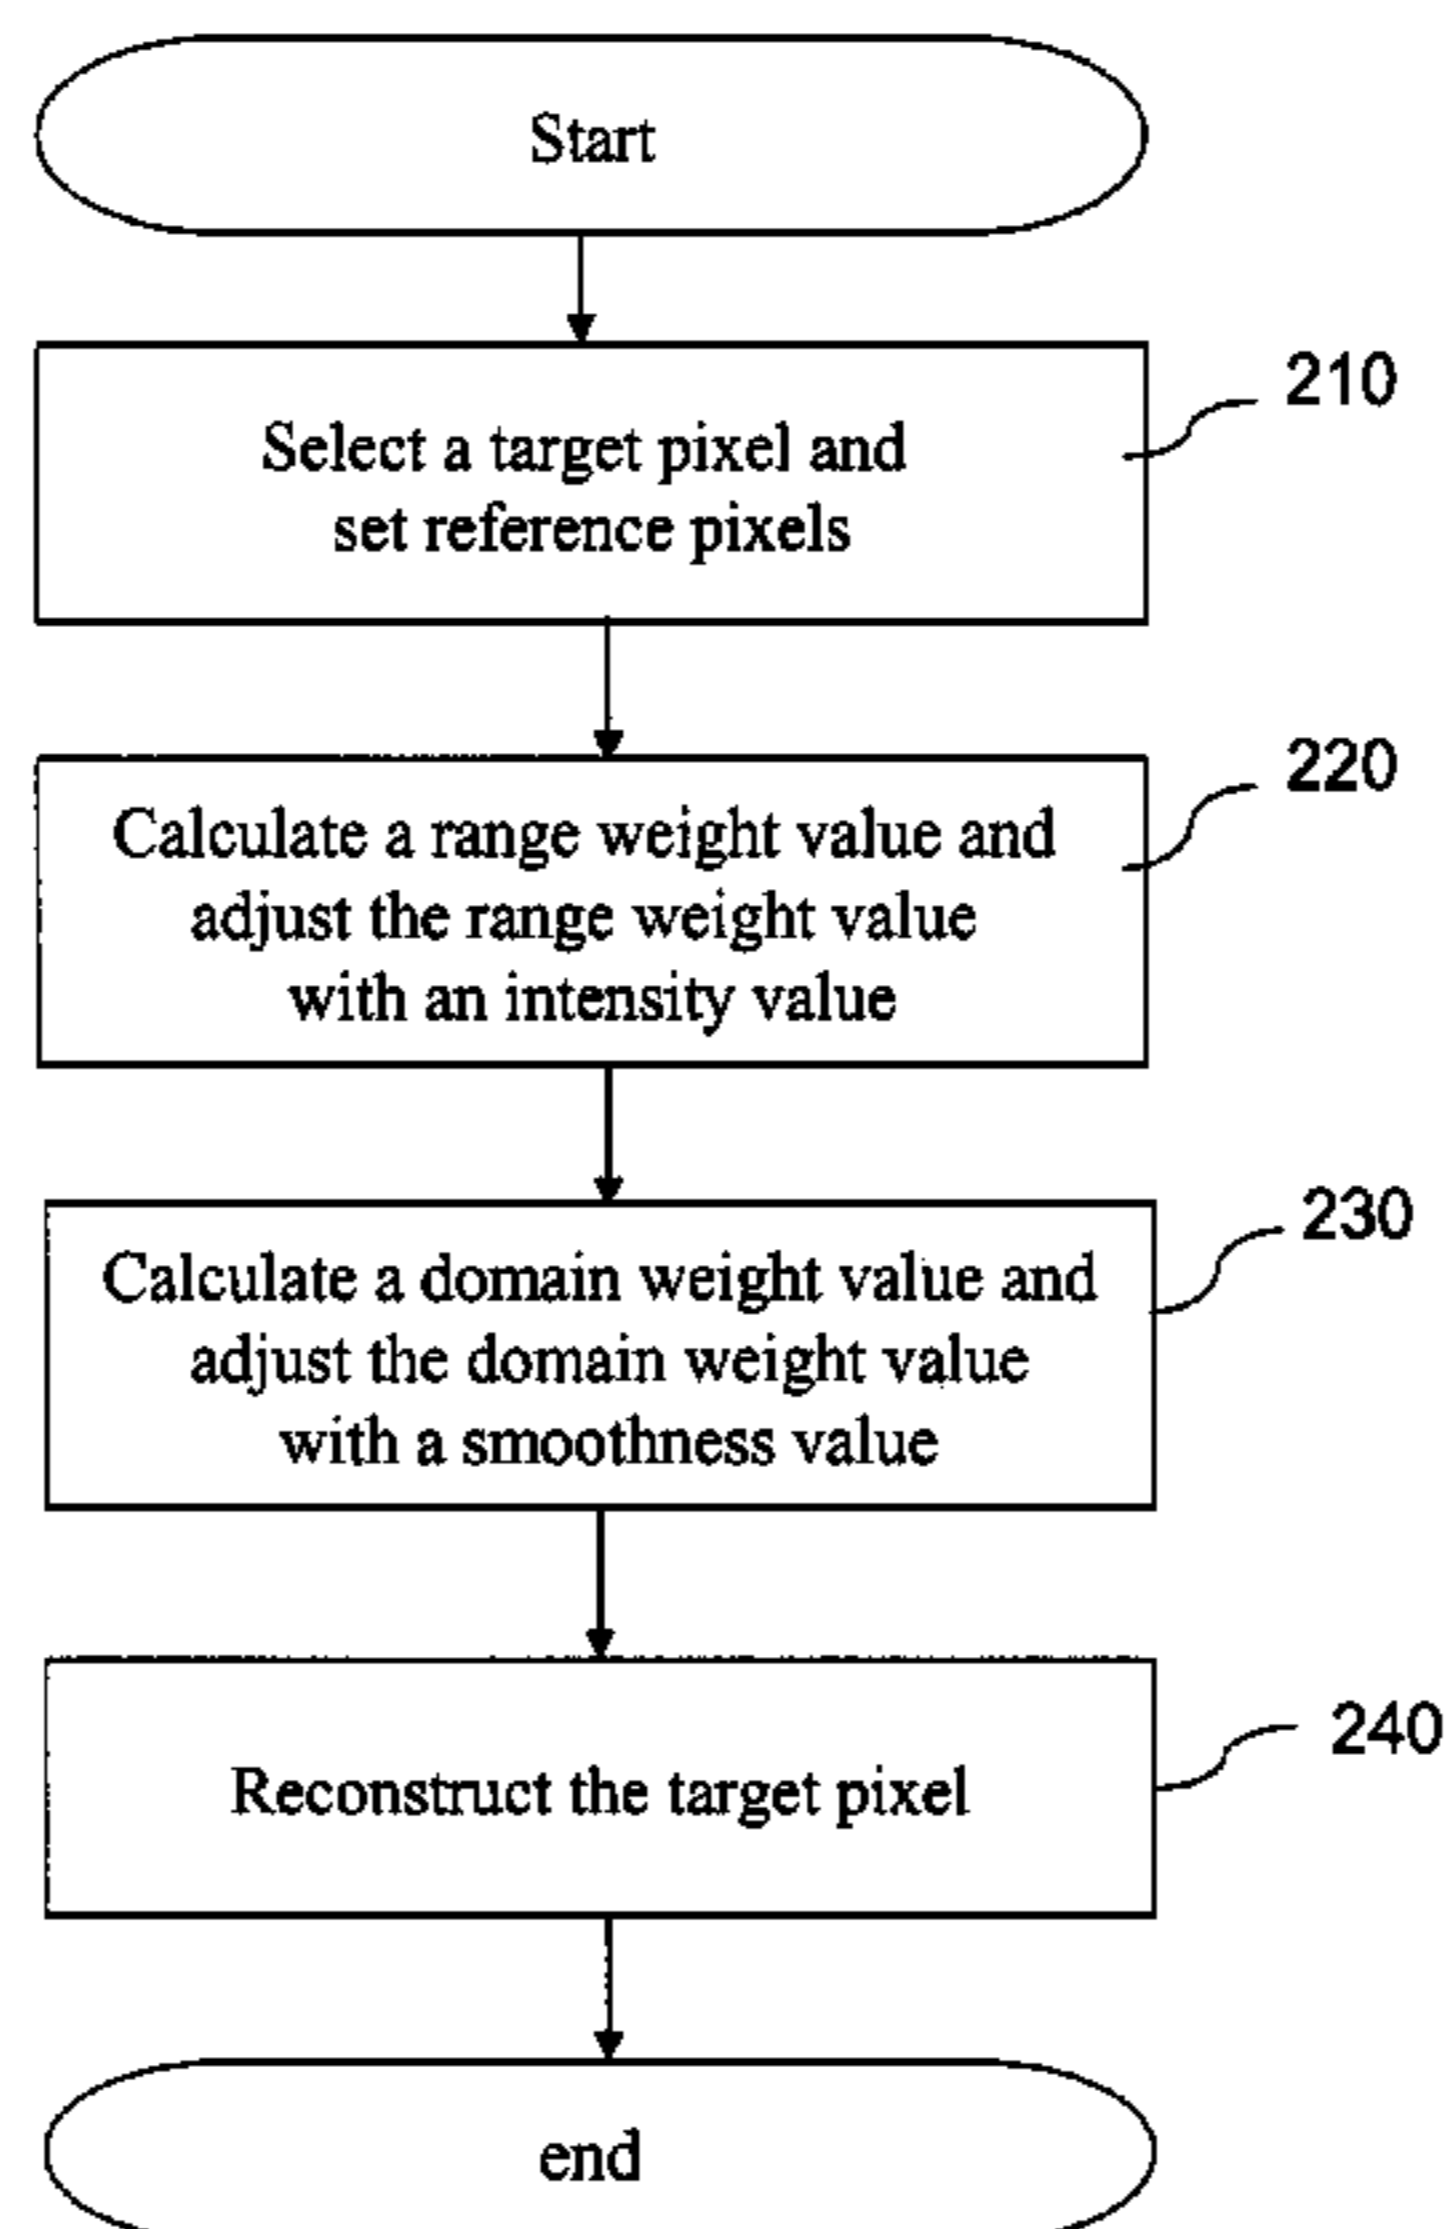 Start
210
Select a target pixel and
set reference pixels
220
Calculate a range weight value and
adjust the range weight value
with an intensity value
230
Calculate a domain weight value and
adjust the domain weight value
with a smoothness value
240
Reconstruct the target pixel
end